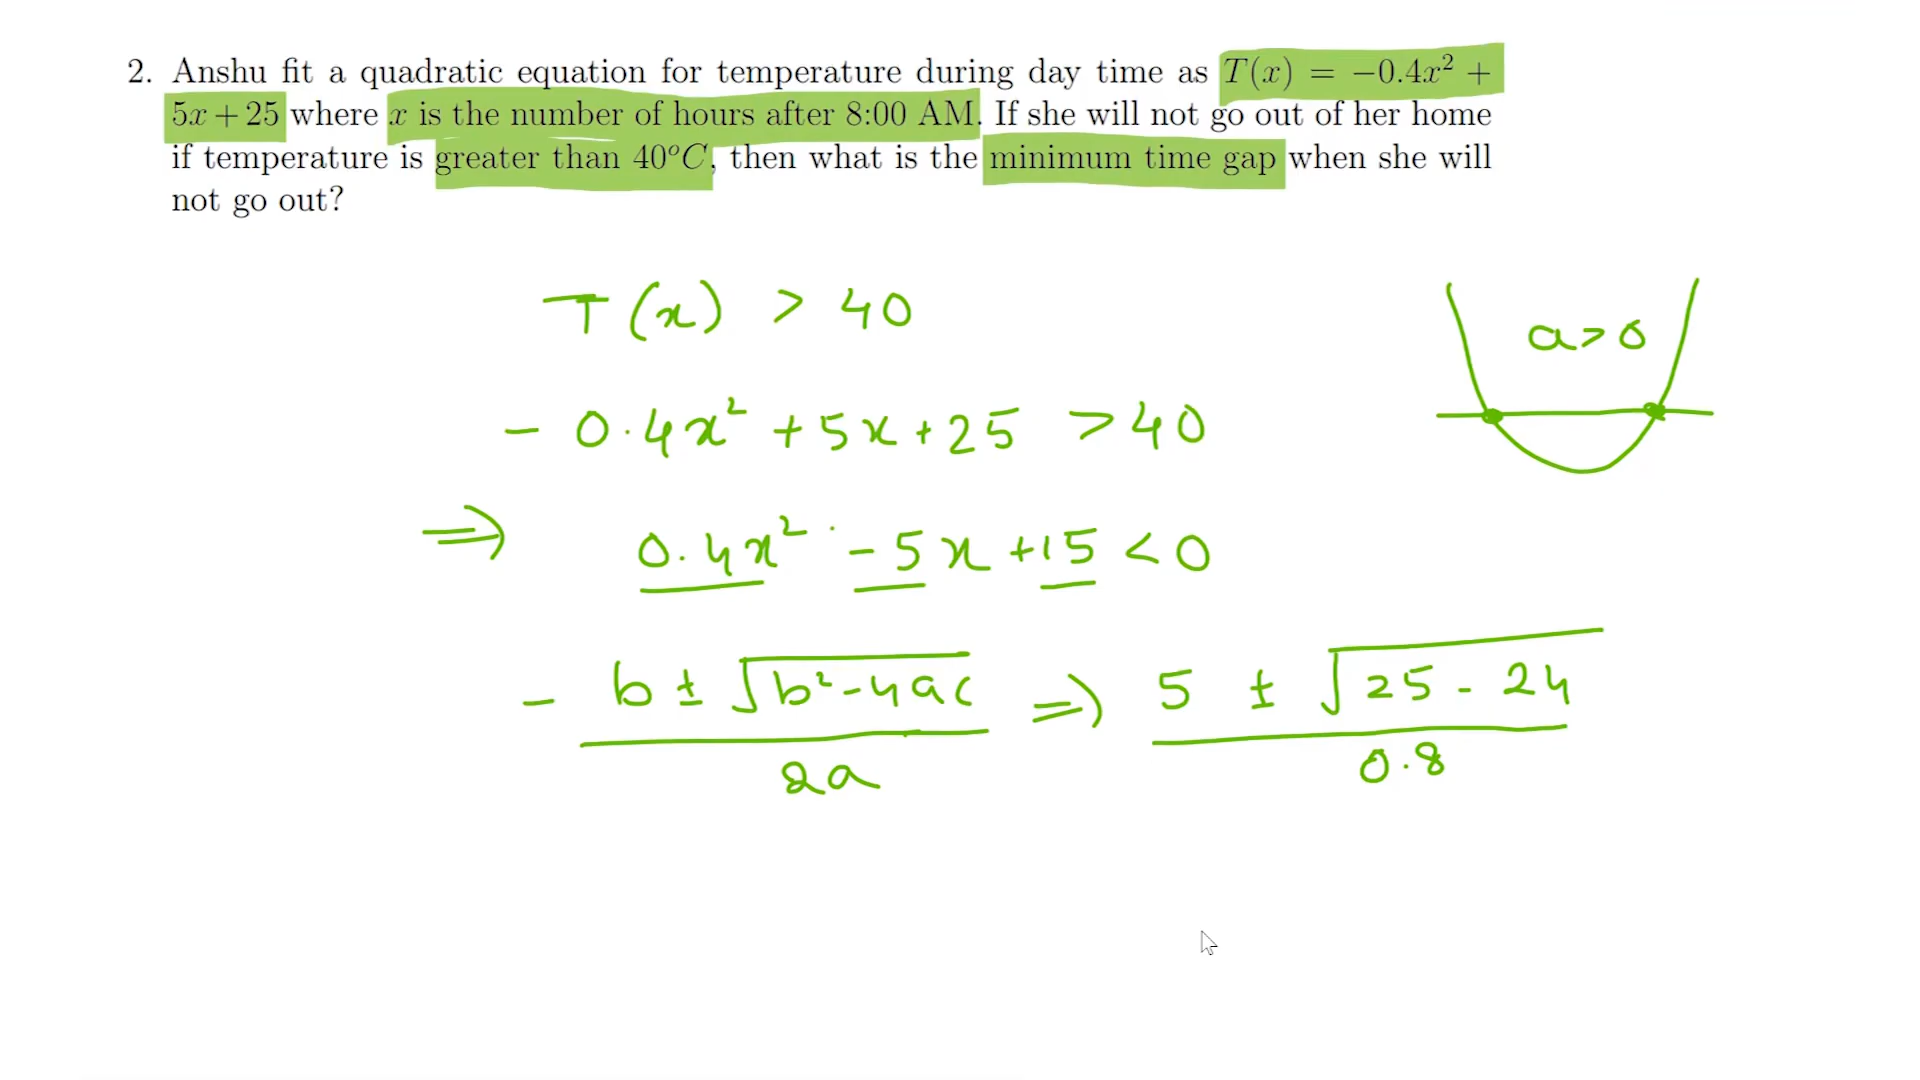 2. Anshu fit a quadratic equation for temperature during day time as T(x) = −0.4x² +
5x + 25 where x is the number of hours after 8:00 AM. If she will not go out of her home
if temperature is greater than 40°C, then what is the minimum time gap when she will
not go out?
T(x) > 40
a > 0
- 0.4x² + 5x + 25 > 40
⇒ 0.4x² - 5x + 15 < 0
- b ± √(b² - 4ac) / 2a ⇒ 5 ± √(25 - 24) / 0.8